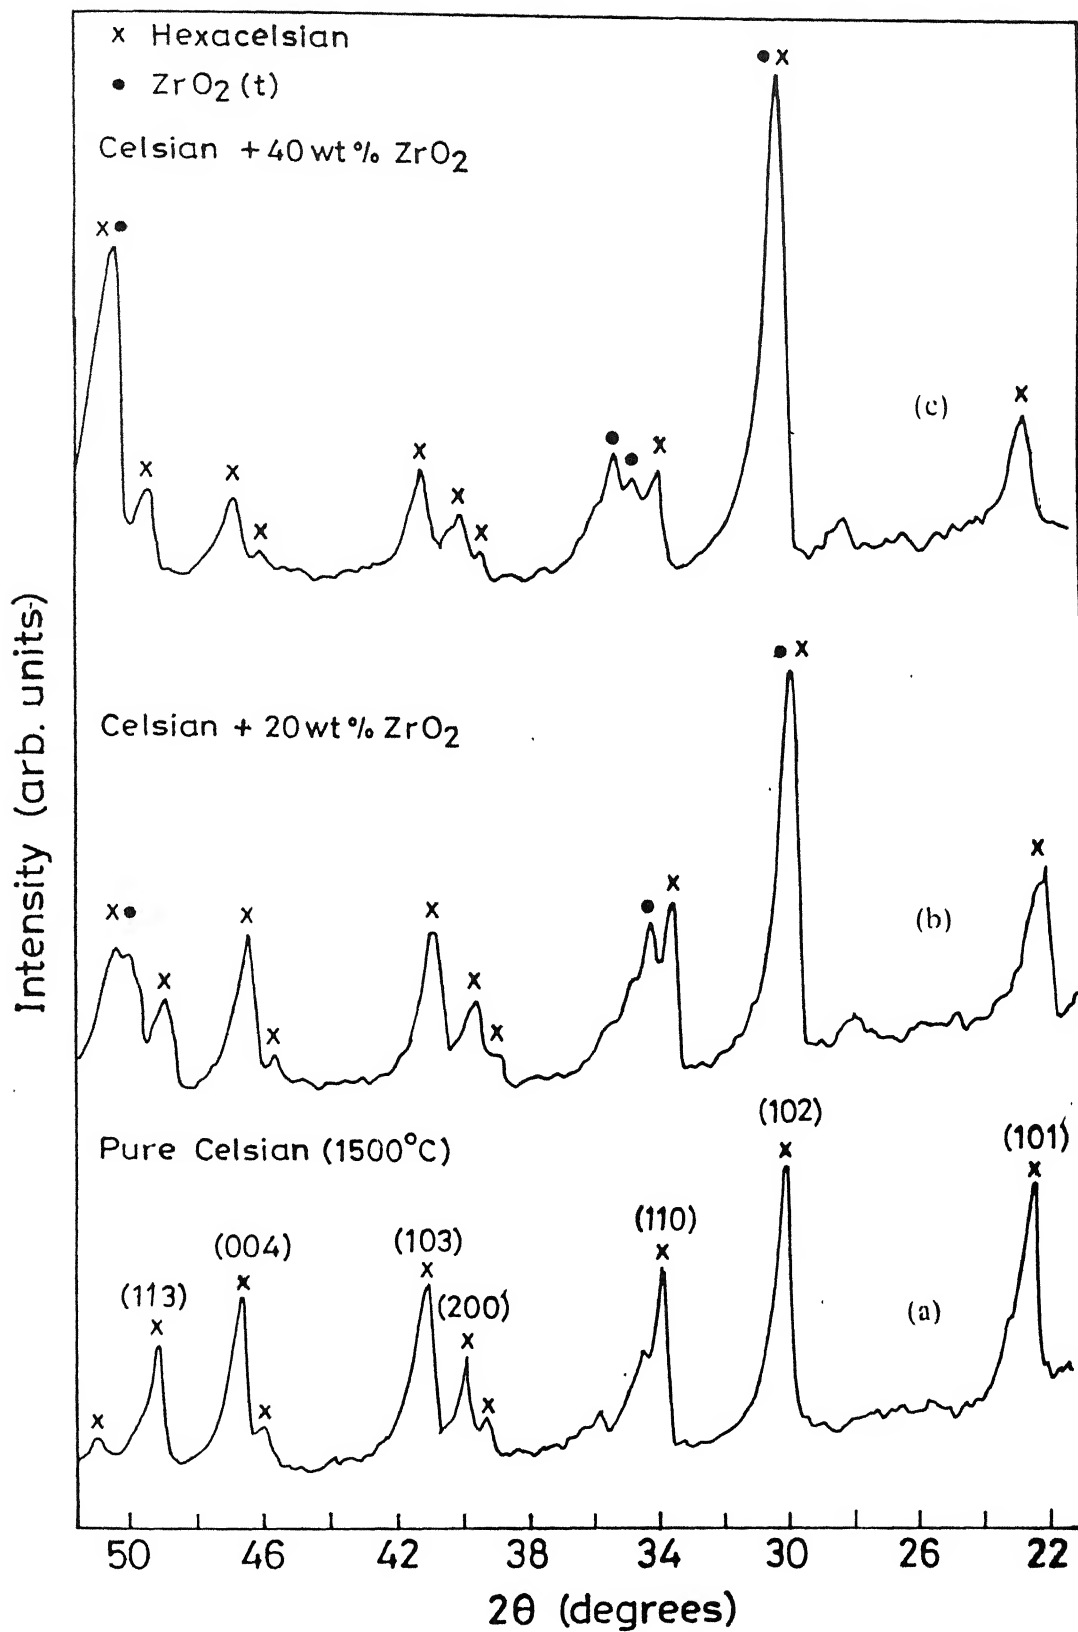 x Hexacelsian
• ZrO2 (t)
Celsian + 40 wt % ZrO2
• x
x •
x
x
x
x
x
x
•
•
x
(c)
x
Intensity (arb. units)
Celsian + 20 wt % ZrO2
• x
x •
x
x
x
x
x
x
•
x
(b)
x
Pure Celsian (1500°C)
(102)
x
(101)
x
(110)
x
(103)
x
(004)
x
(200)
x
(113)
x
(a)
x
x
x
50 46 42 38 34 30 26 22
2θ (degrees)